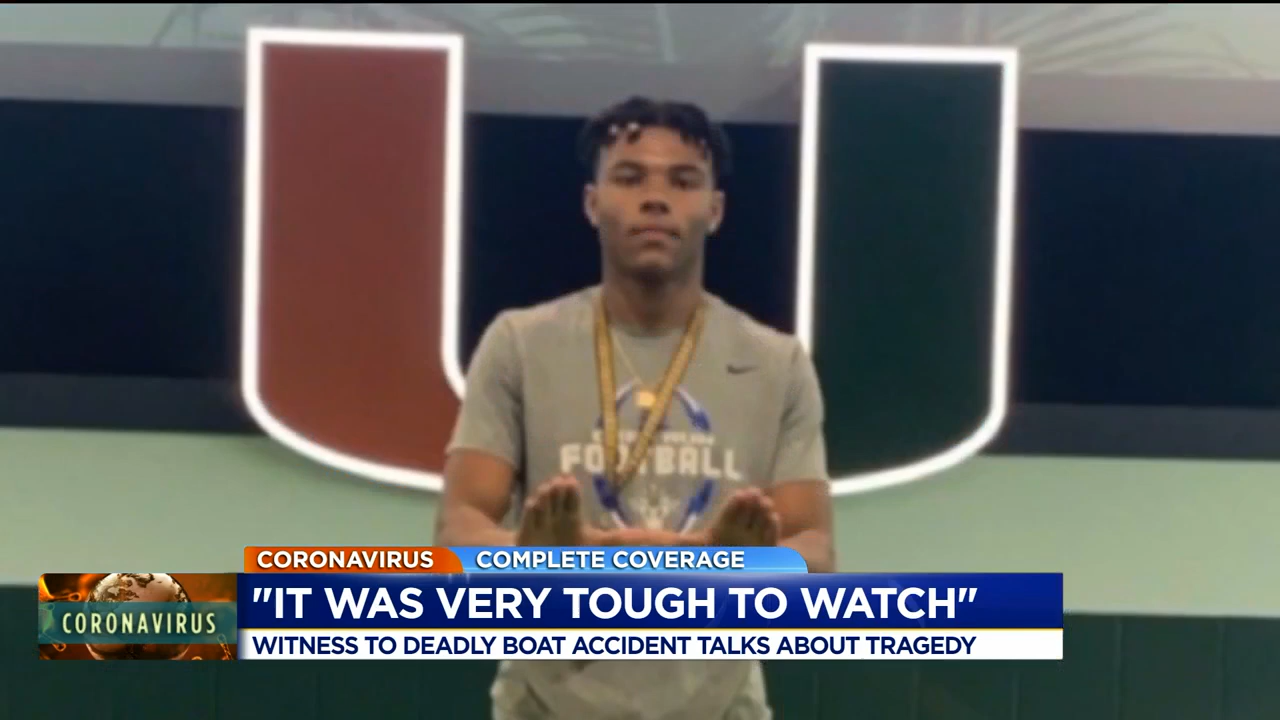 U
FOOTBALL
CORONAVIRUS COMPLETE COVERAGE
CORONAVIRUS
"IT WAS VERY TOUGH TO WATCH"
WITNESS TO DEADLY BOAT ACCIDENT TALKS ABOUT TRAGEDY